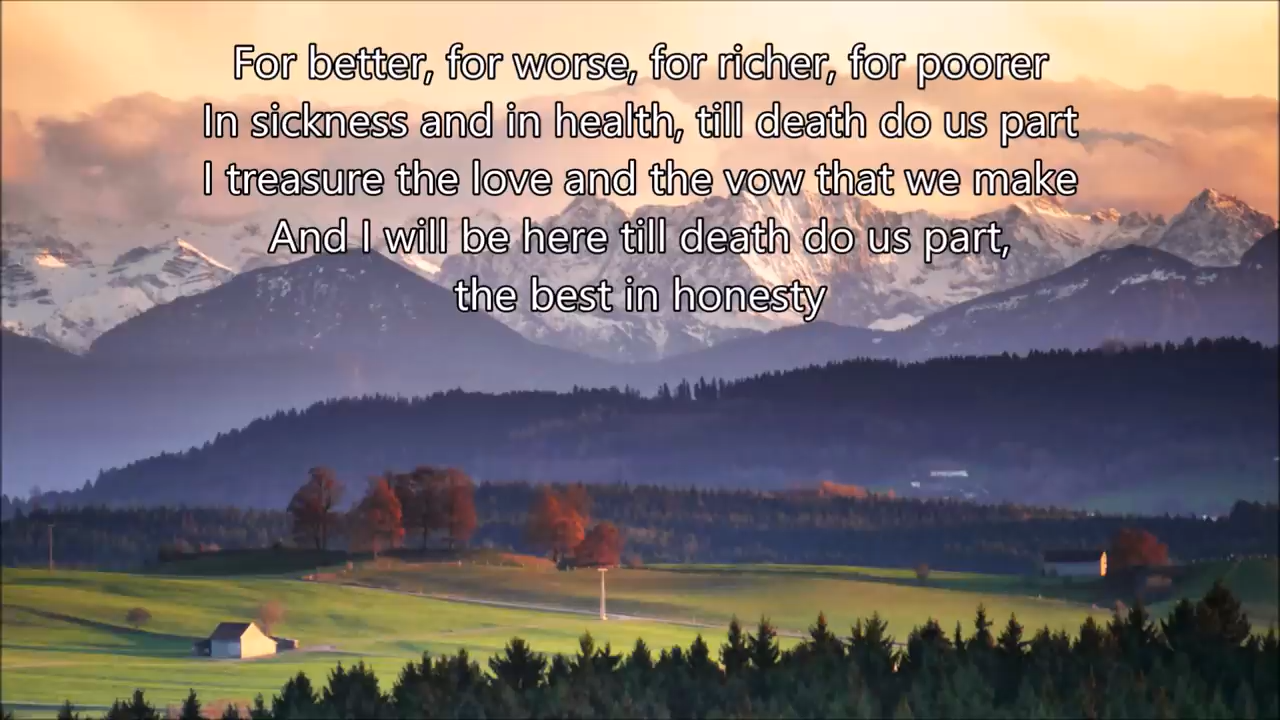 For better, for worse, for richer, for poorer
In sickness and in health, till death do us part
I treasure the love and the vow that we make
And I will be here till death do us part,
the best in honesty